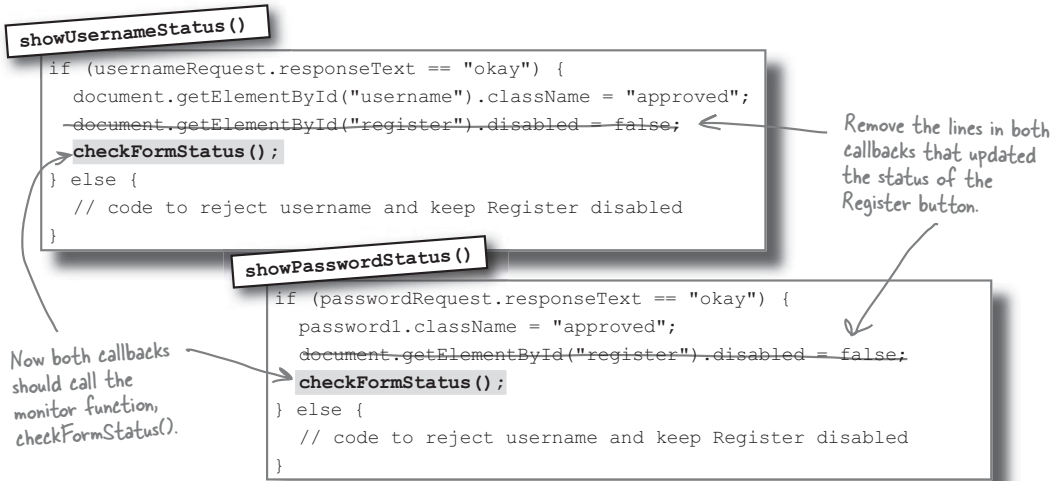 showUsernameStatus()
if (usernameRequest.responseText == "okay") {
document.getElementById("username").className = "approved";
document.getElementById("register").disabled = false;
checkFormStatus();
} else {
// code to reject username and keep Register disabled
}
Remove the lines in both
callbacks that updated
the status of the
Register button.
showPasswordStatus()
if (passwordRequest.responseText == "okay") {
password1.className = "approved";
document.getElementById("register").disabled = false;
checkFormStatus();
} else {
// code to reject username and keep Register disabled
}
Now both callbacks
should call the
monitor function,
checkFormStatus().